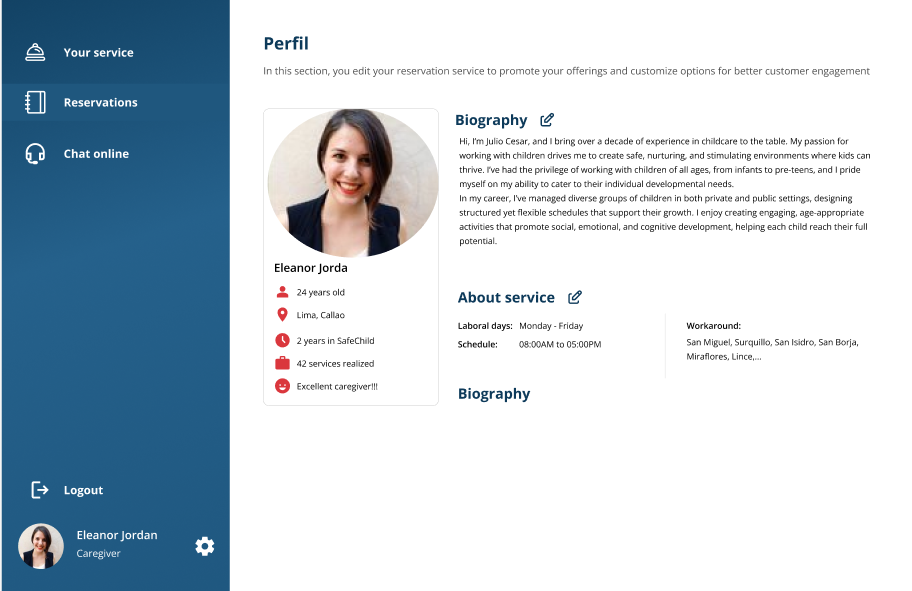 Your service
Reservations
Chat online
Logout
Eleanor Jordan
Caregiver
Perfil
In this section, you edit your reservation service to promote your offerings and customize options for better customer engagement
Eleanor Jorda
24 years old
Lima, Callao
2 years in SafeChild
42 services realized
Excellent caregiver!!!
Biography
Hi, I'm Julio Cesar, and I bring over a decade of experience in childcare to the table. My passion for
working with children drives me to create safe, nurturing, and stimulating environments where kids can
thrive. I've had the privilege of working with children of all ages, from infants to pre-teens, and I pride
myself on my ability to cater to their individual developmental needs.
In my career, I've managed diverse groups of children in both private and public settings, designing
structured yet flexible schedules that support their growth. I enjoy creating engaging, age-appropriate
activities that promote social, emotional, and cognitive development, helping each child reach their full
potential.
About service
Laboral days: Monday - Friday
Schedule: 08:00AM to 05:00PM
Workaround:
San Miguel, Surquillo, San Isidro, San Borja,
Miraflores, Lince,...
Biography